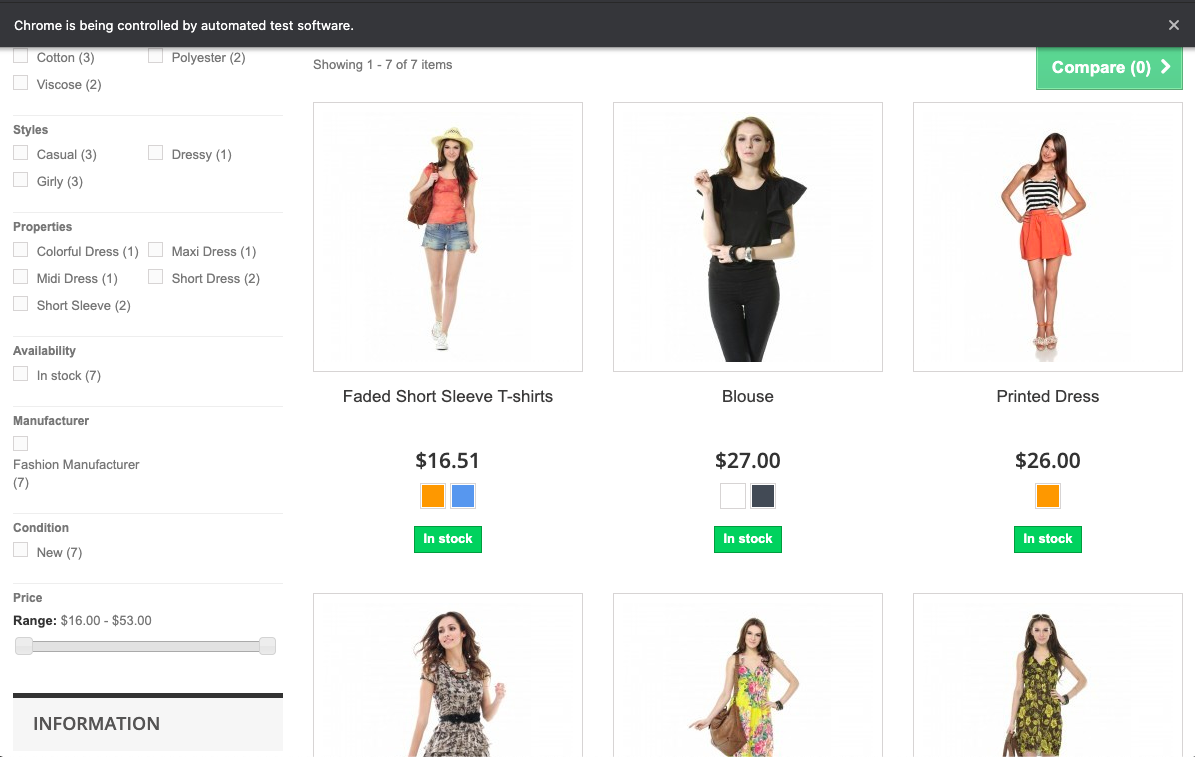 Chrome is being controlled by automated test software.
Cotton (3)
Polyester (2)
Viscose (2)
Styles
Casual (3)
Dressy (1)
Girly (3)
Properties
Colorful Dress (1)
Maxi Dress (1)
Midi Dress (1)
Short Dress (2)
Short Sleeve (2)
Availability
In stock (7)
Manufacturer
Fashion Manufacturer
(7)
Condition
New (7)
Price
Range: $16.00 - $53.00
INFORMATION
Showing 1 - 7 of 7 items
Compare (0)
Faded Short Sleeve T-shirts
$16.51
In stock
Blouse
$27.00
In stock
Printed Dress
$26.00
In stock